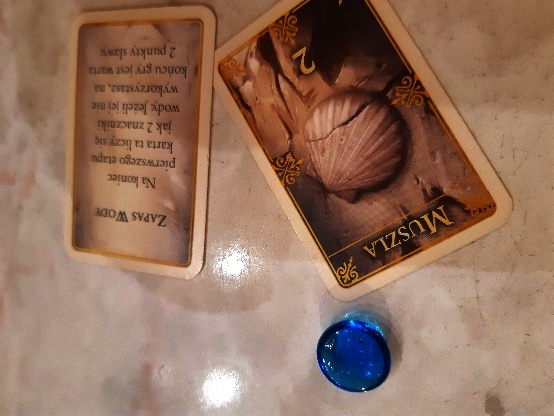 ZAPAS WODY
Na koniec
pierwszego etapu
karta ta liczy się
jak 2 znaczniki
wody. Jeżeli jej nie
wykorzystasz, na
końcu gry jest warta
2 punkty sławy.
MUSZLA
2